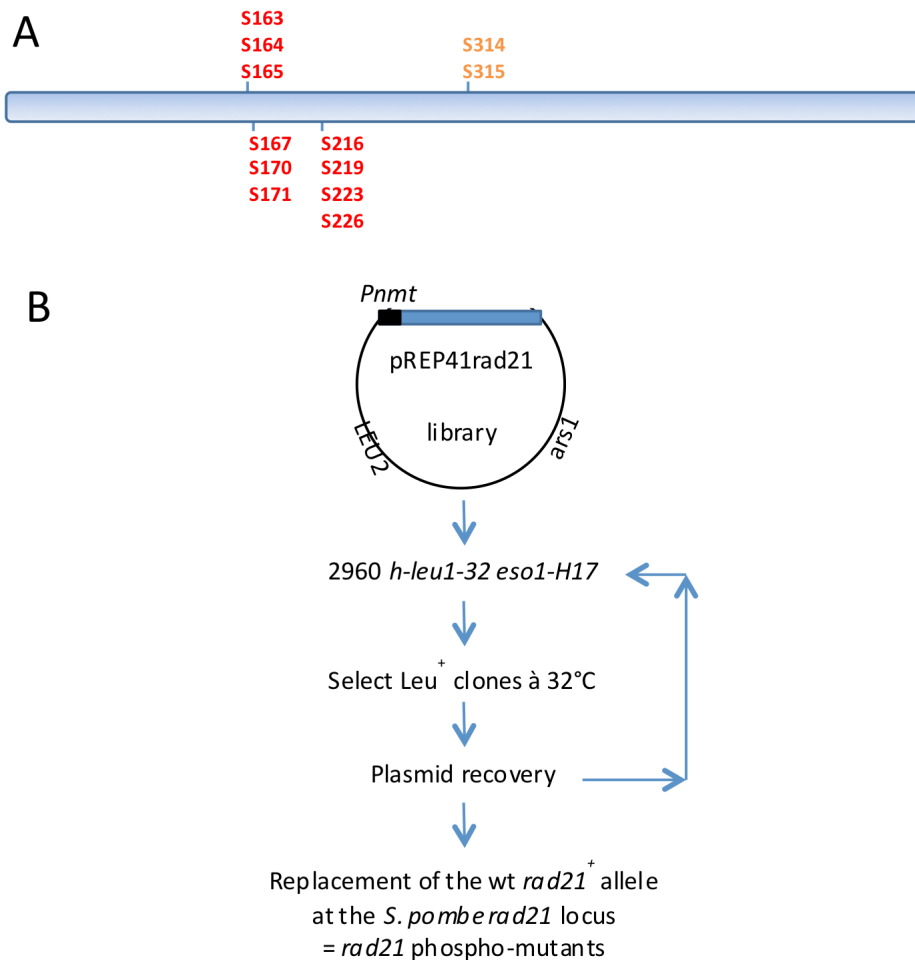 A
S163
S164
S165
S314
S315
S167
S170
S171
S216
S219
S223
S226
B
Pnmt
pREP41rad21
library
LEU2
ars1
2960 h-leu1-32 eso1-H17
Select Leu+ clones à 32°C
Plasmid recovery
Replacement of the wt rad21+ allele
at the S. pombe rad21 locus
= rad21 phospho-mutants